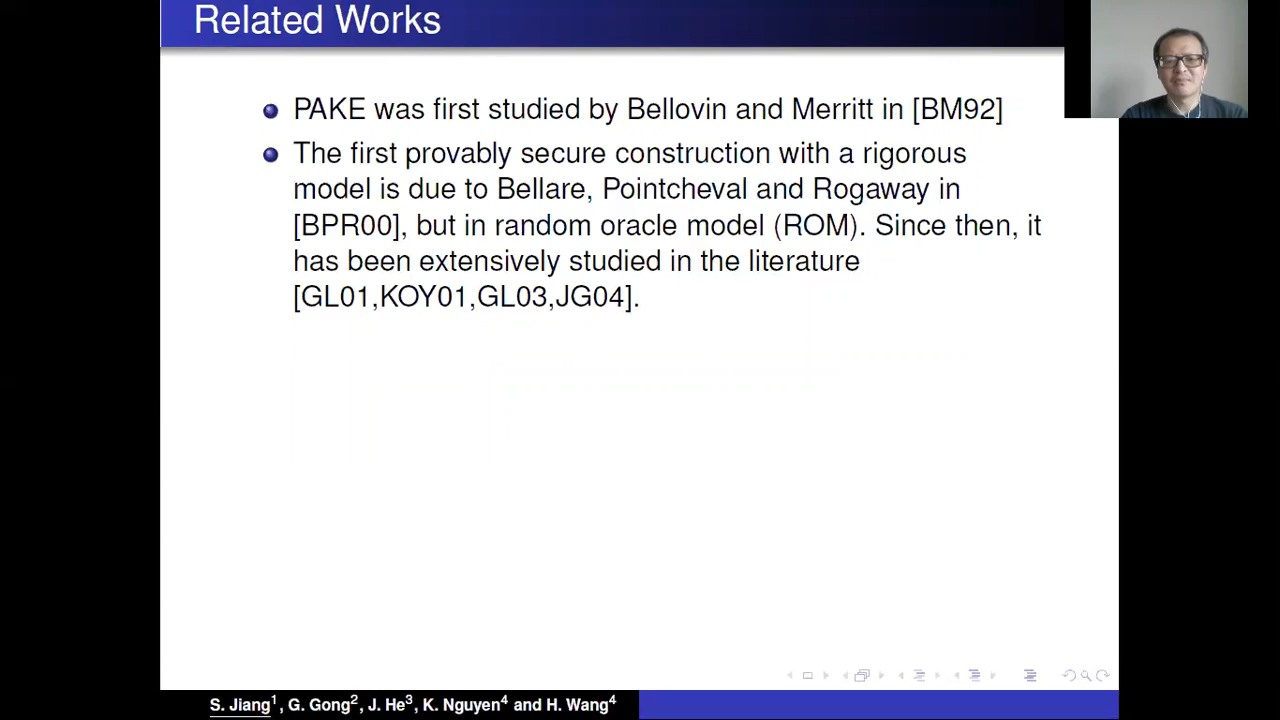 Related Works
PAKE was first studied by Bellovin and Merritt in [BM92]
The first provably secure construction with a rigorous
model is due to Bellare, Pointcheval and Rogaway in
[BPR00], but in random oracle model (ROM). Since then, it
has been extensively studied in the literature
[GL01,KOY01,GL03,JG04].
S. Jiang¹, G. Gong², J. He³, K. Nguyen⁴ and H. Wang⁴